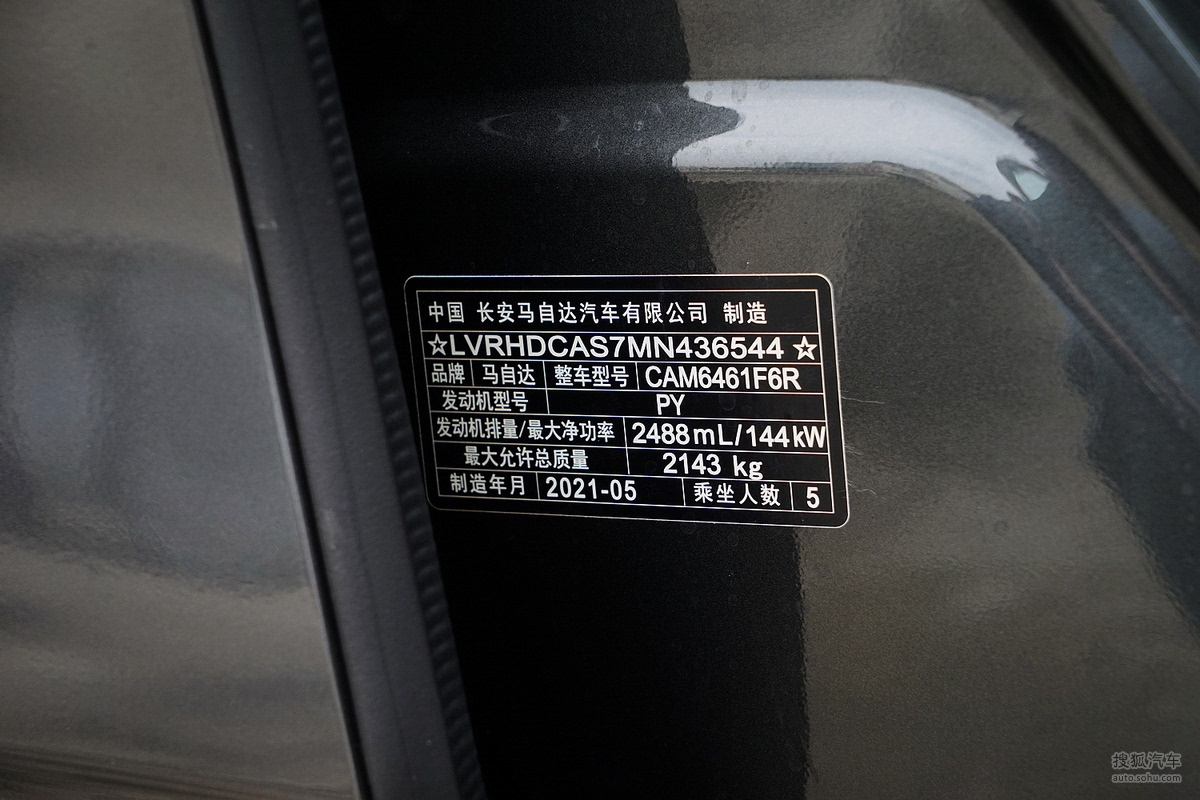 中国 长安马自达汽车有限公司 制造
☆LVRHDCAS7MN436544☆
品牌 马自达 整车型号 CAM6461F6R
发动机型号 PY
发动机排量/最大净功率 2488mL/144kW
最大允许总质量 2143 kg
制造年月 2021-05 乘坐人数 5
搜狐汽车
auto.sohu.com